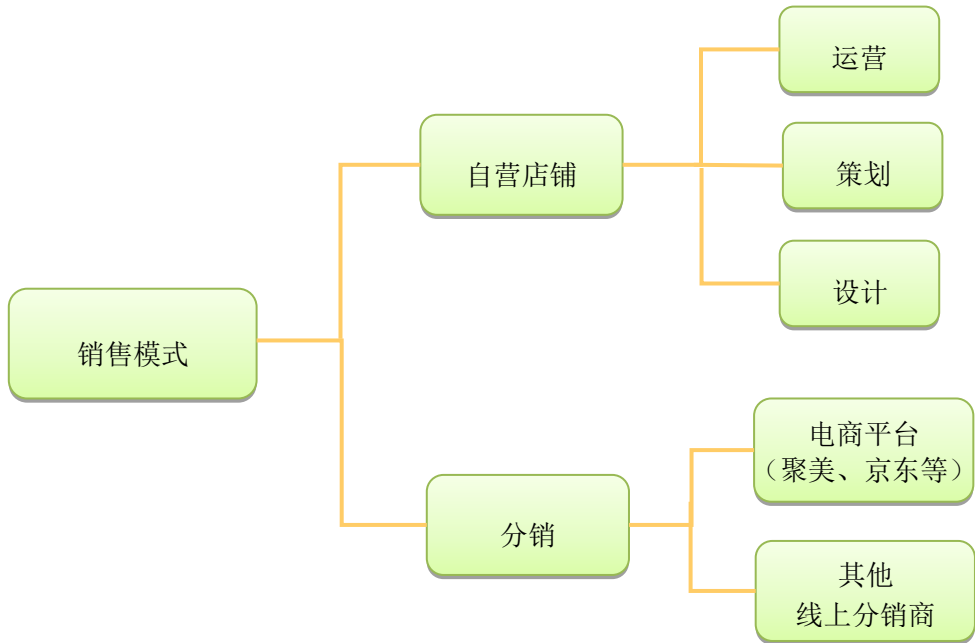 运营
自营店铺
策划
设计
销售模式
电商平台
（聚美、京东等）
分销
其他
线上分销商